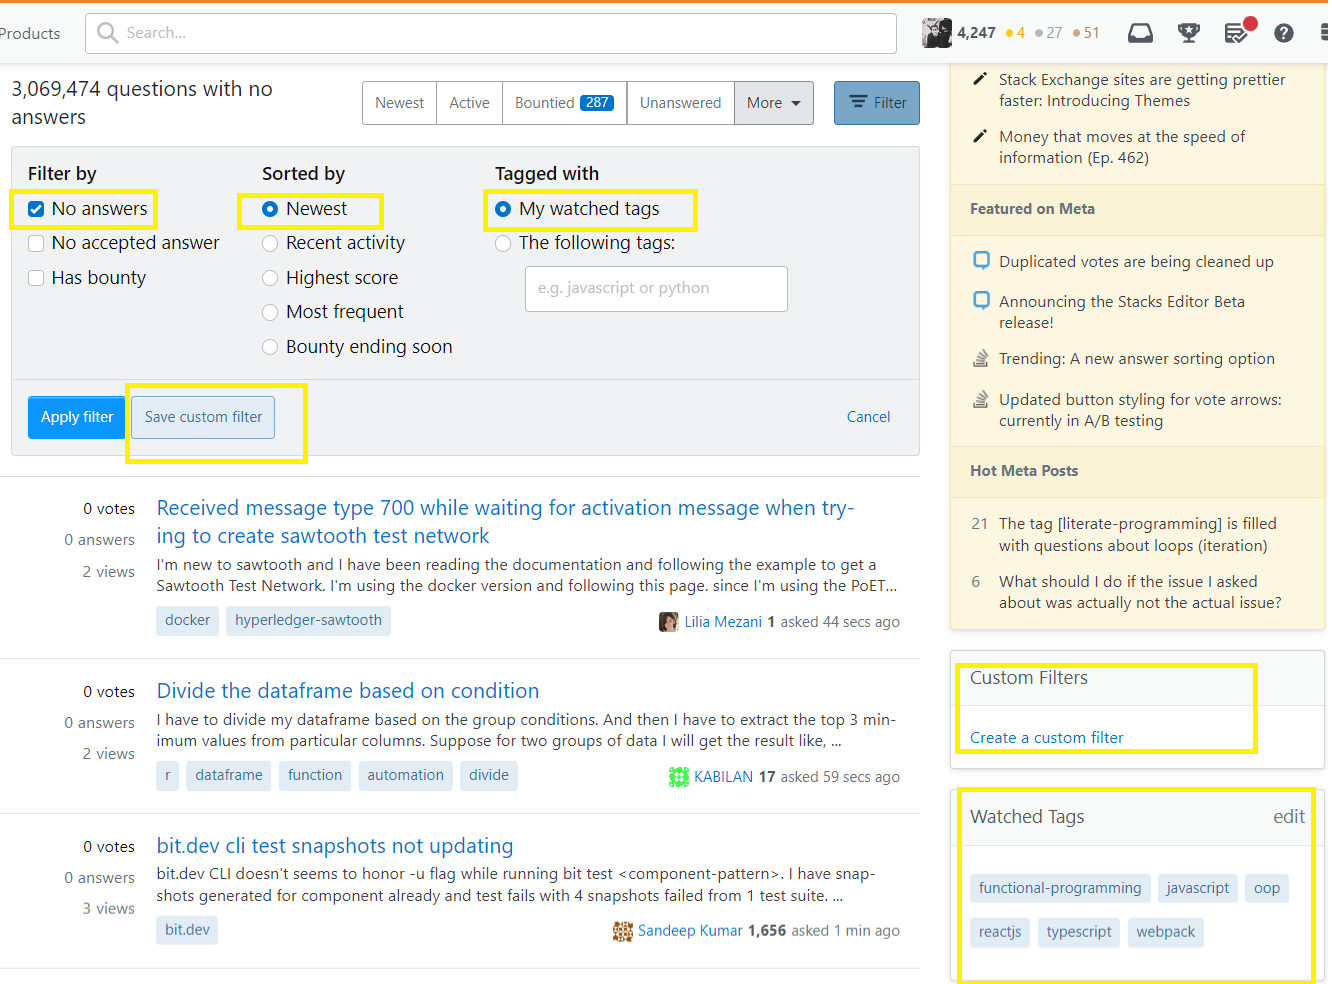 Products
Search...
4,247 4 27 51
3,069,474 questions with no
answers
Newest
Active
Bountied 287
Unanswered
More
Filter
Filter by
No answers
No accepted answer
Has bounty
Sorted by
Newest
Recent activity
Highest score
Most frequent
Bounty ending soon
Tagged with
My watched tags
The following tags:
e.g. javascript or python
Apply filter
Save custom filter
Cancel
0 votes
0 answers
2 views
Received message type 700 while waiting for activation message when try-
ing to create sawtooth test network
I'm new to sawtooth and I have been reading the documentation and following the example to get a
Sawtooth Test Network. I'm using the docker version and following this page. since I'm using the PoET...
docker hyperledger-sawtooth
Lilia Mezani 1 asked 44 secs ago
0 votes
0 answers
2 views
Divide the dataframe based on condition
I have to divide my dataframe based on the group conditions. And then I have to extract the top 3 min-
imum values from particular columns. Suppose for two groups of data I will get the result like, ...
r dataframe function automation divide
KABILAN 17 asked 59 secs ago
0 votes
0 answers
3 views
bit.dev cli test snapshots not updating
bit.dev CLI doesn't seems to honor -u flag while running bit test <component-pattern>. I have snap-
shots generated for component already and test fails with 4 snapshots failed from 1 test suite. ...
bit.dev
Sandeep Kumar 1,656 asked 1 min ago
Stack Exchange sites are getting prettier
faster: Introducing Themes
Money that moves at the speed of
information (Ep. 462)
Featured on Meta
Duplicated votes are being cleaned up
Announcing the Stacks Editor Beta
release!
Trending: A new answer sorting option
Updated button styling for vote arrows:
currently in A/B testing
Hot Meta Posts
21 The tag [literate-programming] is filled
with questions about loops (iteration)
6 What should I do if the issue I asked
about was actually not the actual issue?
Custom Filters
Create a custom filter
Watched Tags edit
functional-programming javascript oop
reactjs typescript webpack